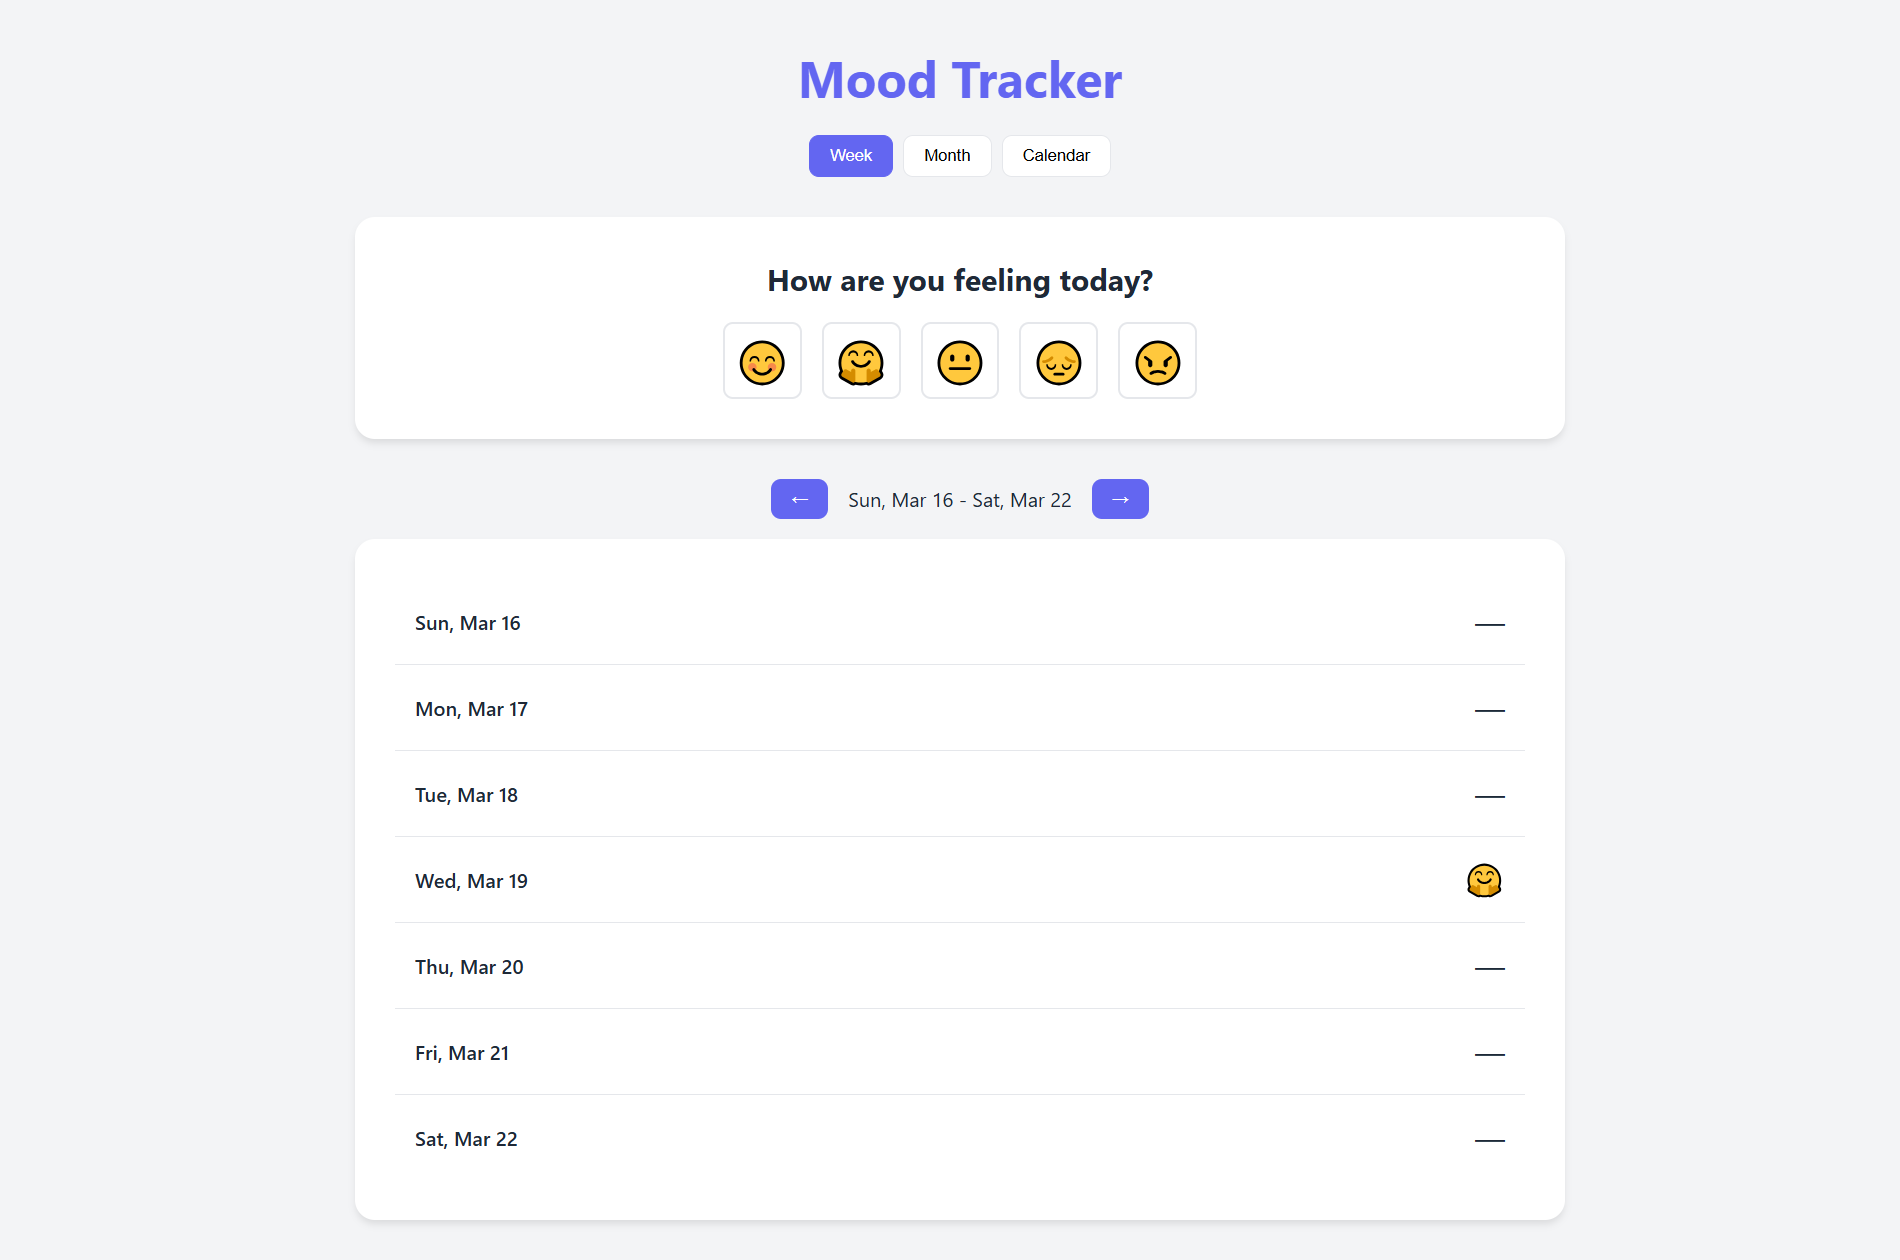 Mood Tracker
Week Month Calendar
How are you feeling today?
😊 🤗 😐 😔 😠
← Sun, Mar 16 - Sat, Mar 22 →
Sun, Mar 16 —
Mon, Mar 17 —
Tue, Mar 18 —
Wed, Mar 19 🤗
Thu, Mar 20 —
Fri, Mar 21 —
Sat, Mar 22 —